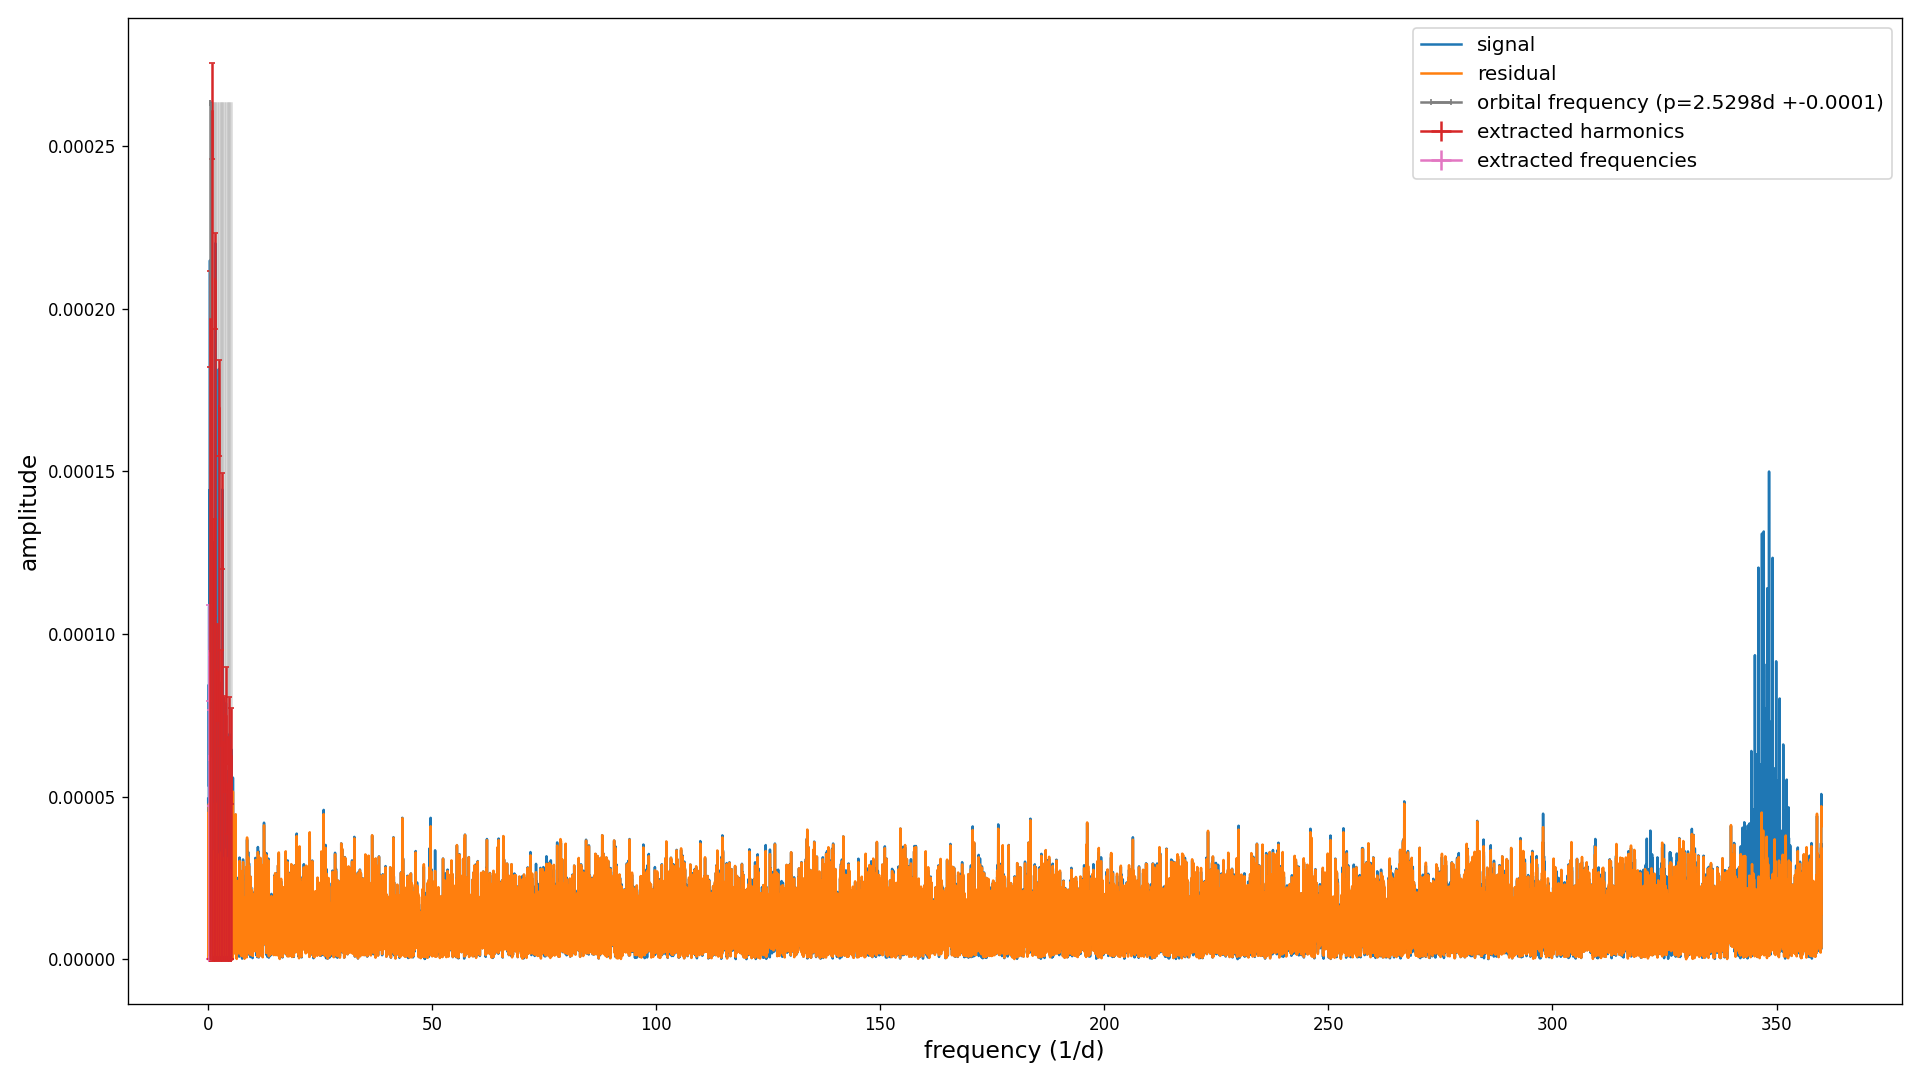 signal
residual
orbital frequency (p=2.5298d +-0.0001)
extracted harmonics
extracted frequencies
amplitude
0.00025
0.00020
0.00015
0.00010
0.00005
0.00000
0 50 100 150 200 250 300 350
frequency (1/d)